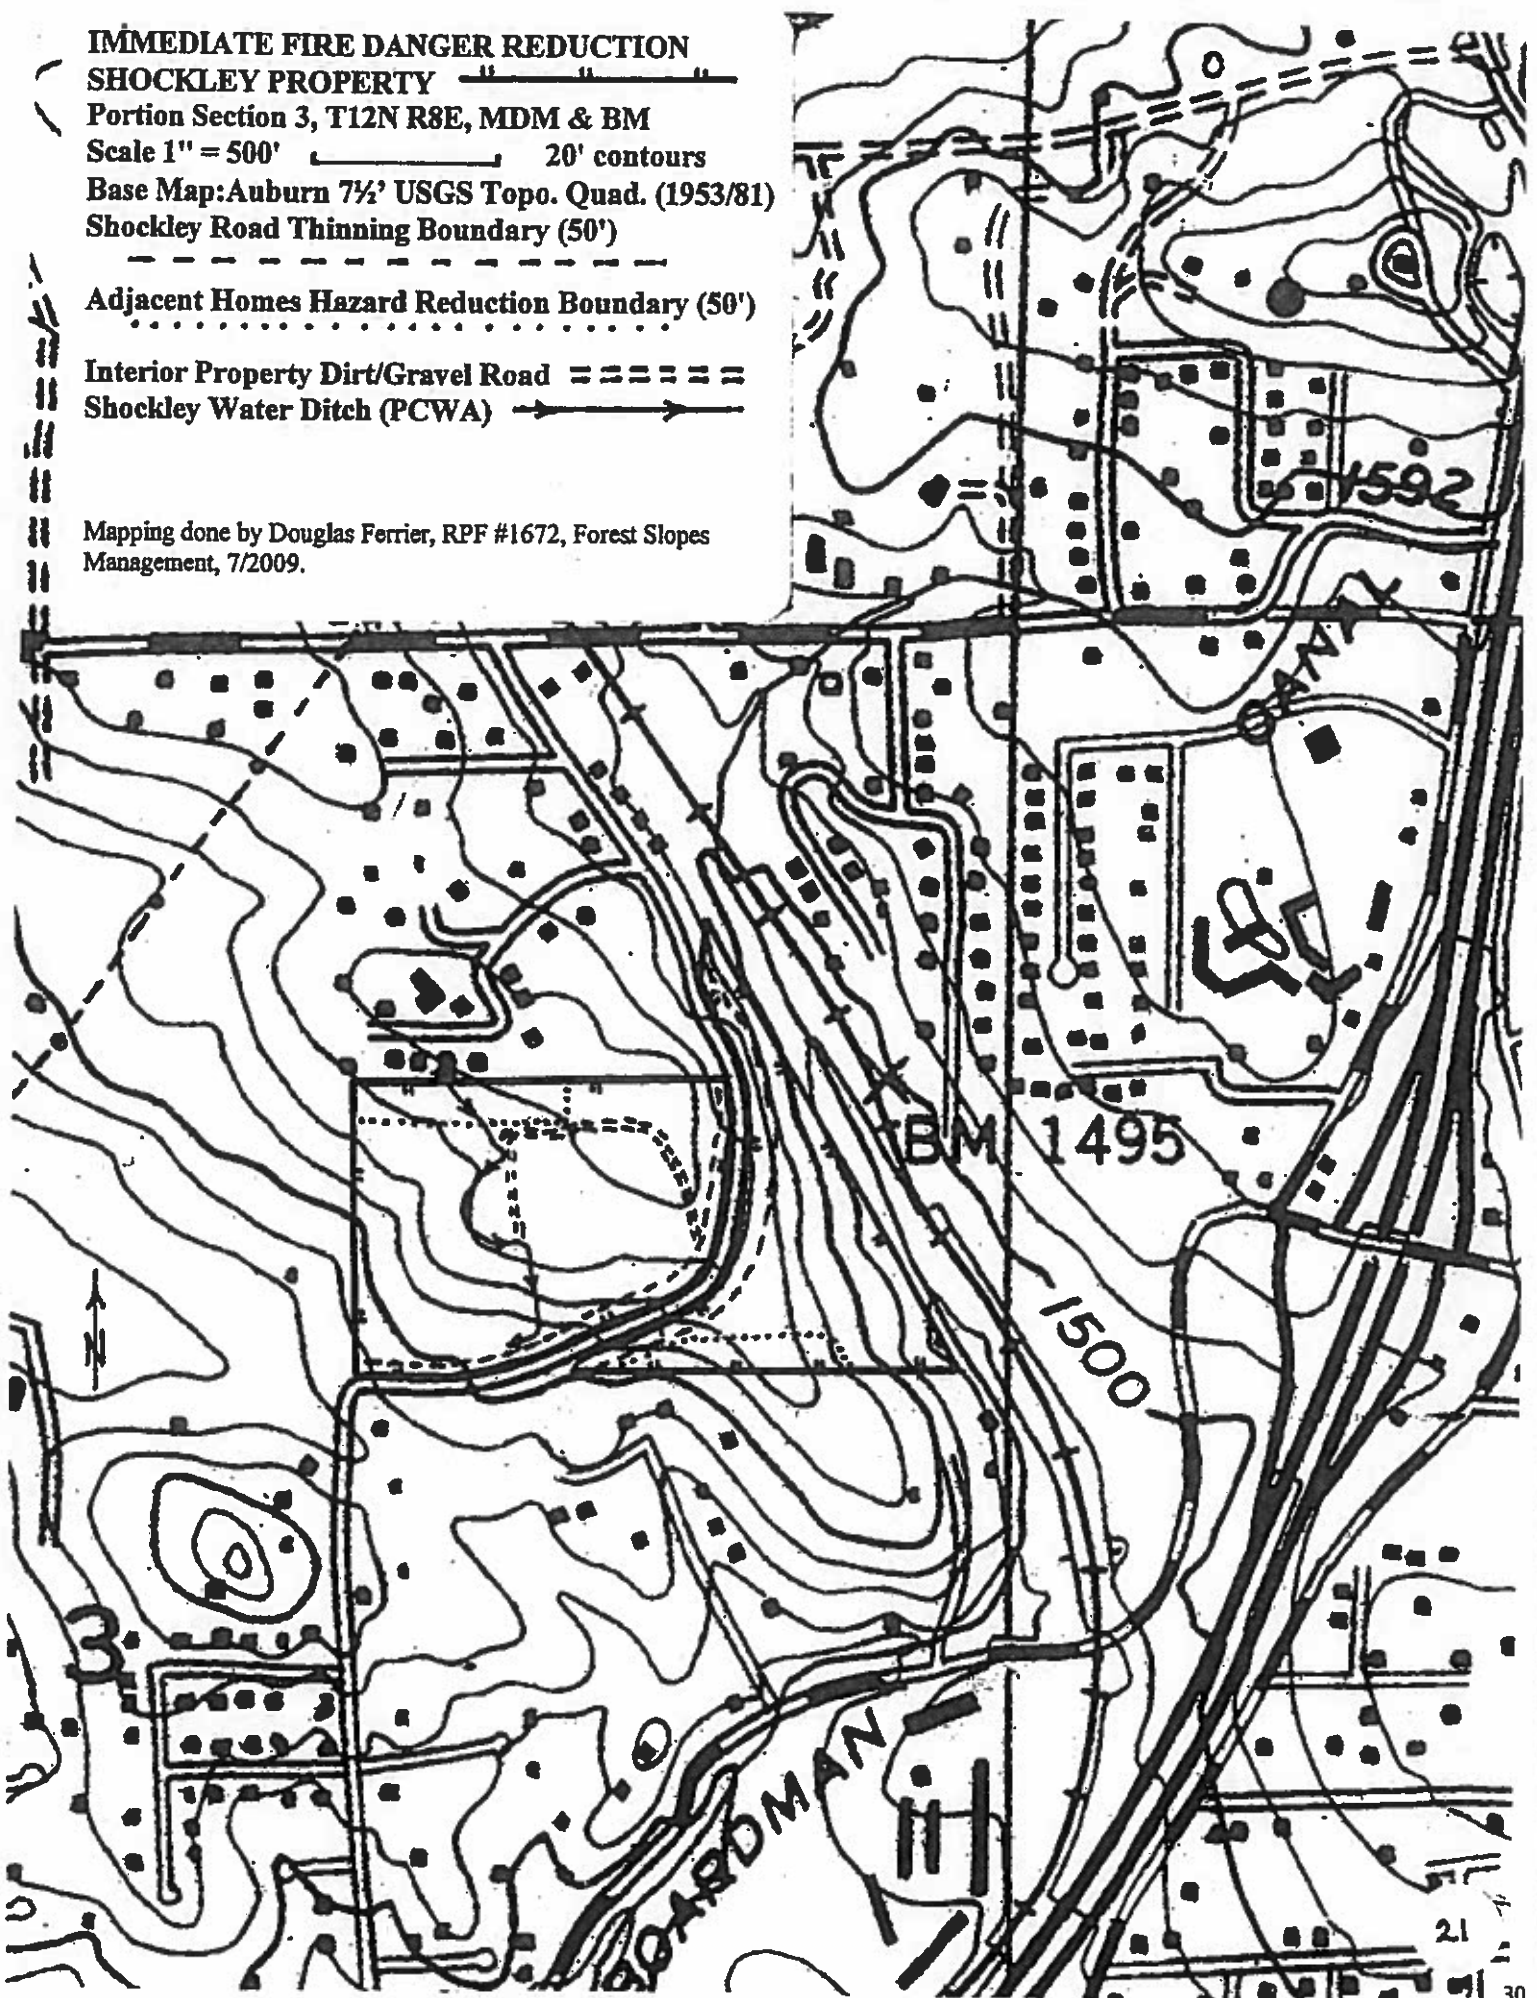 IMMEDIATE FIRE DANGER REDUCTION
SHOCKLEY PROPERTY
Portion Section 3, T12N R8E, MDM & BM
Scale 1" = 500' 20' contours
Base Map:Auburn 7½' USGS Topo. Quad. (1953/81)
Shockley Road Thinning Boundary (50')
Adjacent Homes Hazard Reduction Boundary (50')
Interior Property Dirt/Gravel Road
Shockley Water Ditch (PCWA)
Mapping done by Douglas Ferrier, RPF #1672, Forest Slopes
Management, 7/2009.
1592
BM 1495
N
1500
3
21
30